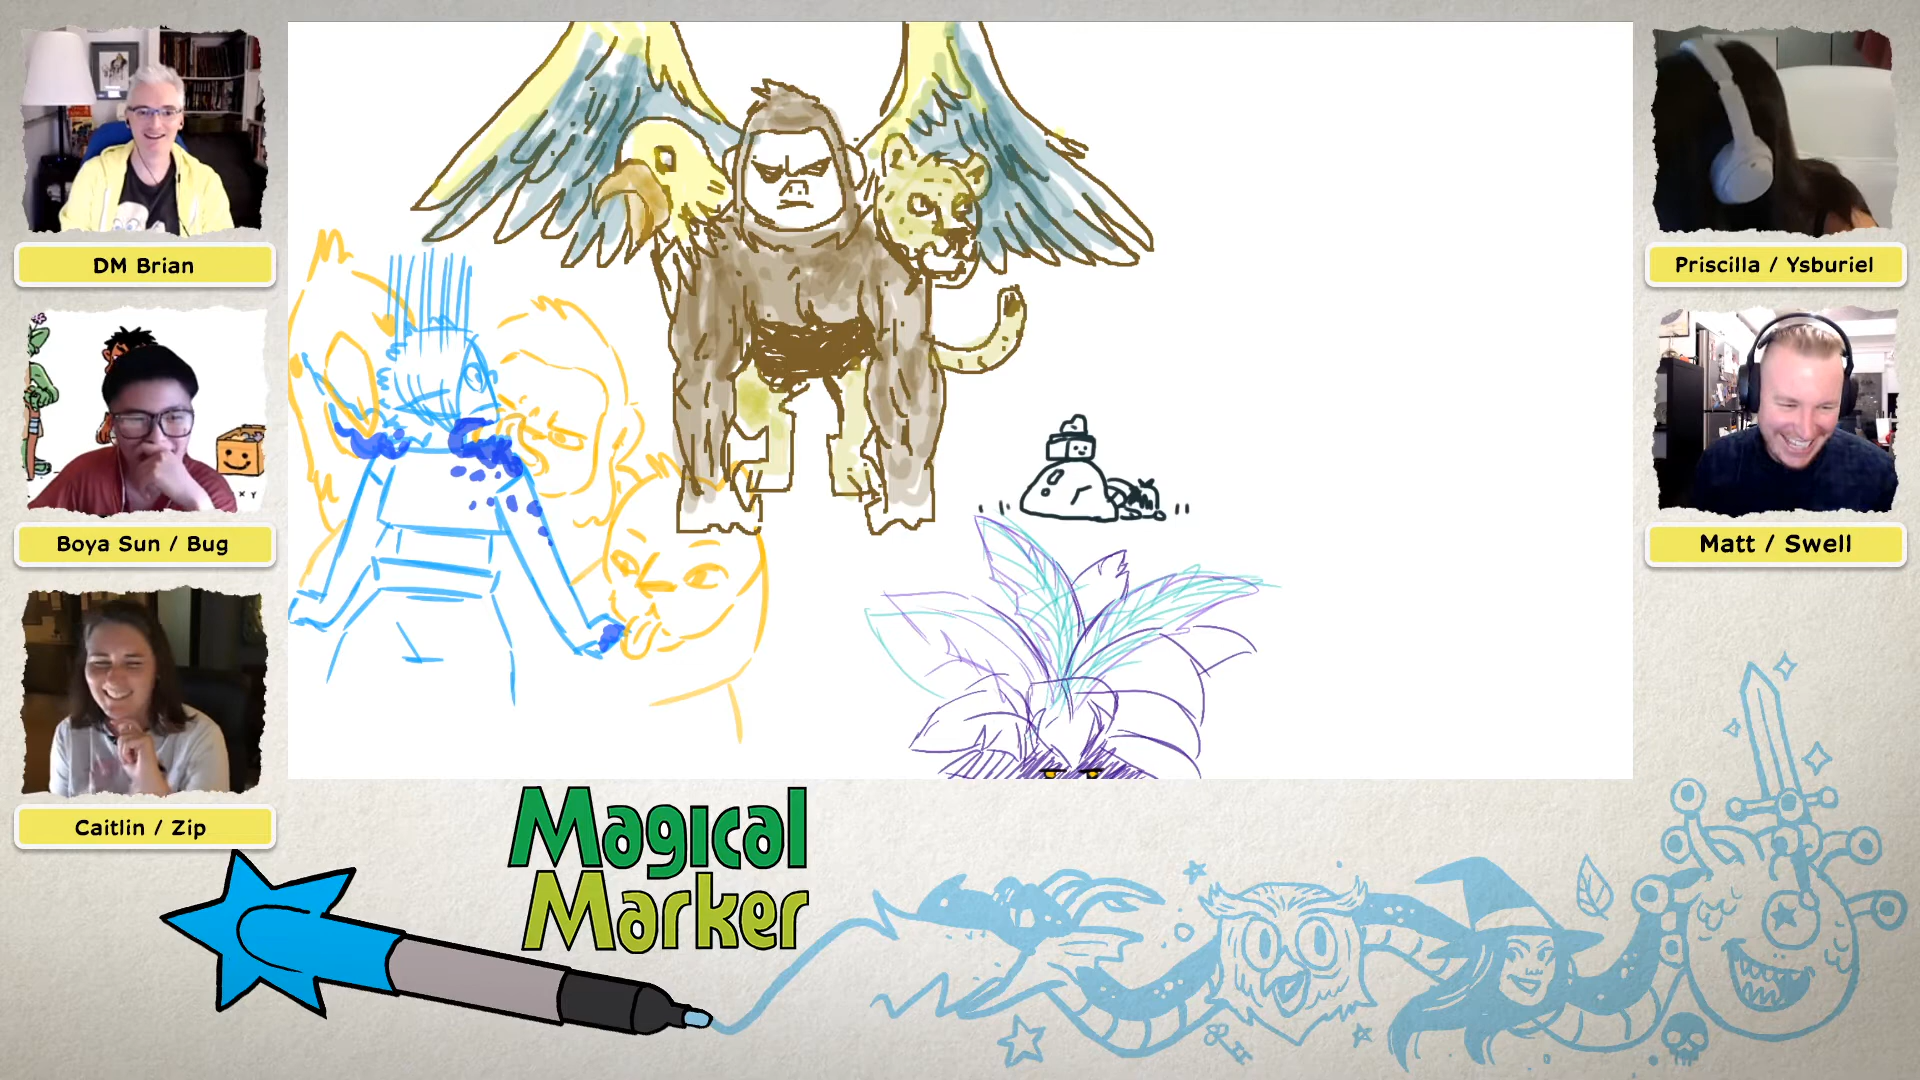 DM Brian
Priscilla / Ysburiel
Boya Sun / Bug
Matt / Swell
X Y
Caitlin / Zip
Magical
Marker